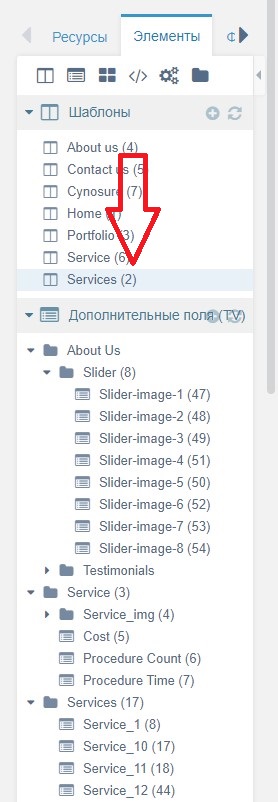 Ресурсы Элементы
Шаблоны
About us (4)
Contact us (5
Cynosure (7)
Home
Portfolio (3)
Service (6)
Services (2)
Дополнительные поля (TV)
About Us
Slider (8)
Slider-image-1 (47)
Slider-image-2 (48)
Slider-image-3 (49)
Slider-image-4 (51)
Slider-image-5 (50)
Slider-image-6 (52)
Slider-image-7 (53)
Slider-image-8 (54)
Testimonials
Service (3)
Service_img (4)
Cost (5)
Procedure Count (6)
Procedure Time (7)
Services (17)
Service_1 (8)
Service_10 (17)
Service_11 (18)
Service_12 (44)